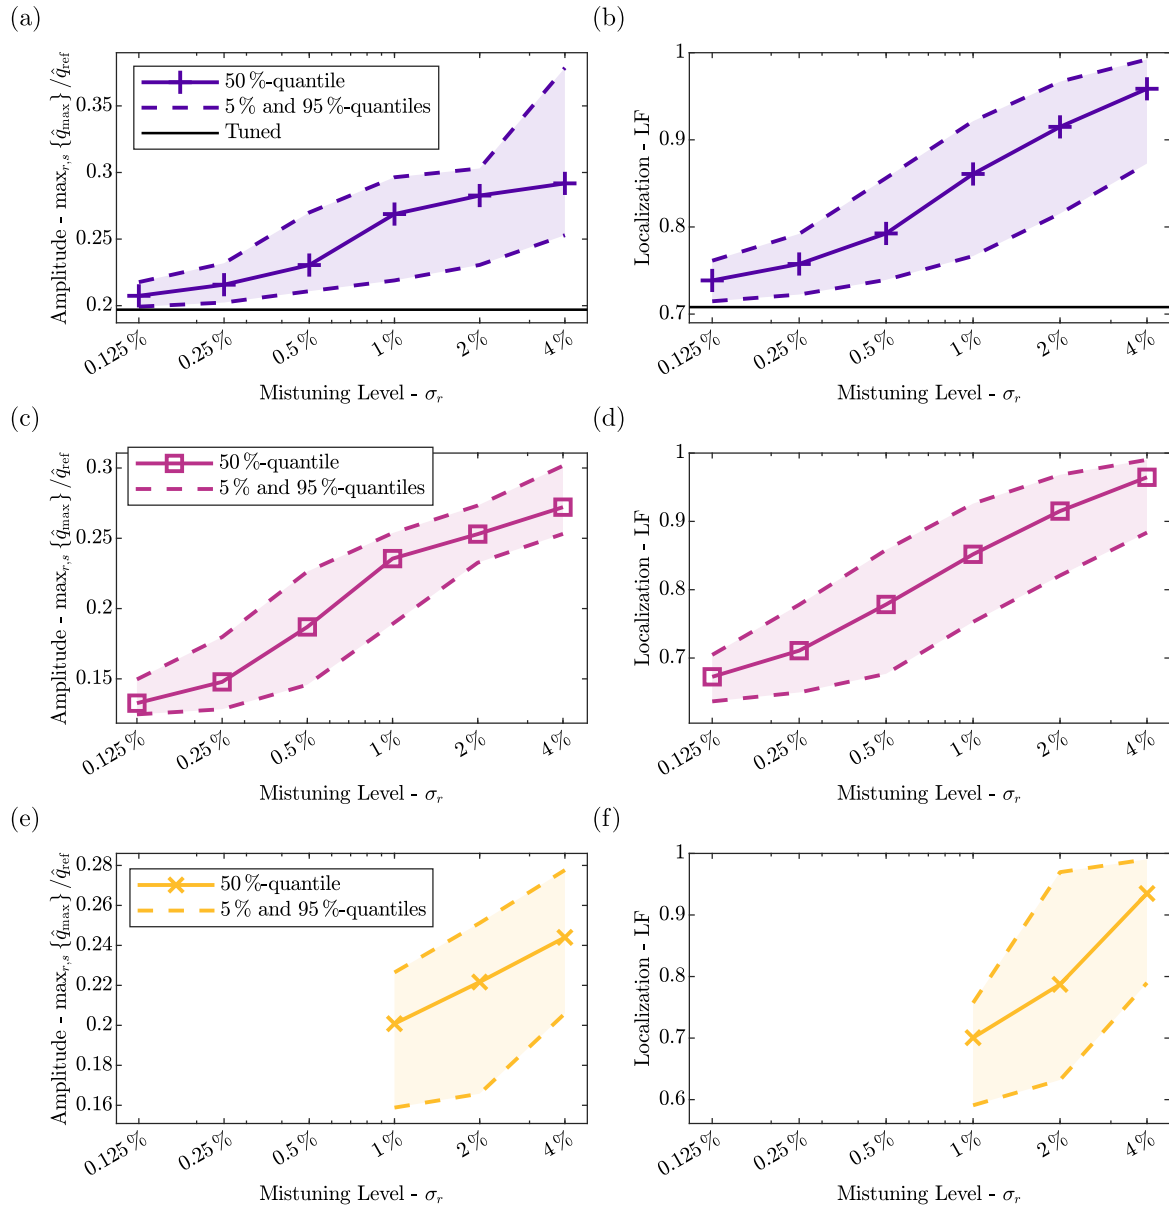 (a)
Amplitude - max_{r,s} {q̂_max} / q̂_ref
0.35
0.3
0.25
0.2
50 %-quantile
5 % and 95 %-quantiles
Tuned
0.125 %
0.25 %
0.5 %
1 %
2 %
4 %
Mistuning Level - σ_r
(b)
Localization - LF
1
0.9
0.8
0.7
0.125 %
0.25 %
0.5 %
1 %
2 %
4 %
Mistuning Level - σ_r
(c)
Amplitude - max_{r,s} {q̂_max} / q̂_ref
0.3
0.25
0.2
0.15
50 %-quantile
5 % and 95 %-quantiles
0.125 %
0.25 %
0.5 %
1 %
2 %
4 %
Mistuning Level - σ_r
(d)
Localization - LF
1
0.9
0.8
0.7
0.125 %
0.25 %
0.5 %
1 %
2 %
4 %
Mistuning Level - σ_r
(e)
Amplitude - max_{r,s} {q̂_max} / q̂_ref
0.28
0.26
0.24
0.22
0.2
0.18
0.16
50 %-quantile
5 % and 95 %-quantiles
0.125 %
0.25 %
0.5 %
1 %
2 %
4 %
Mistuning Level - σ_r
(f)
Localization - LF
1
0.9
0.8
0.7
0.6
0.125 %
0.25 %
0.5 %
1 %
2 %
4 %
Mistuning Level - σ_r